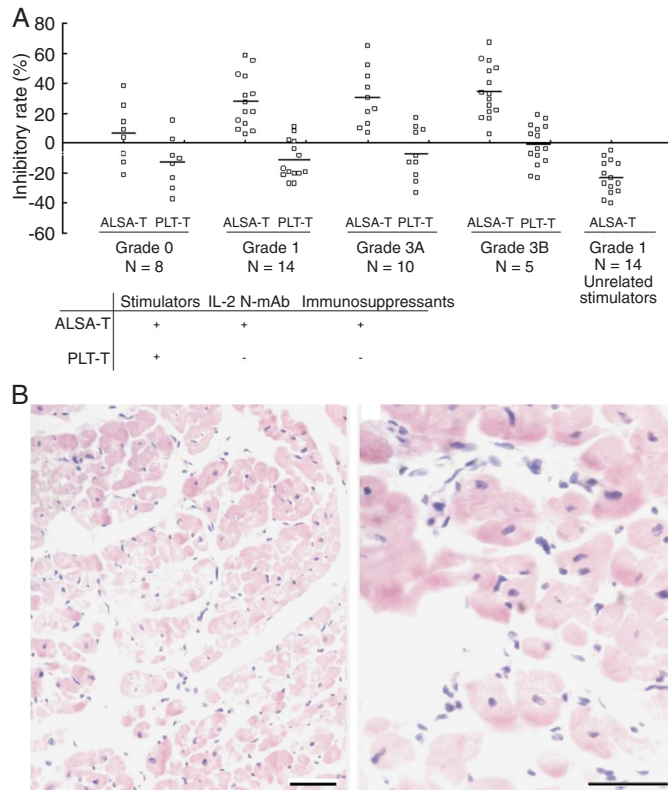 A
Inhibitory rate (%)
80
60
40
20
0
-20
-40
-60
ALSA-T PLT-T ALSA-T PLT-T ALSA-T PLT-T ALSA-T PLT-T ALSA-T
Grade 0 Grade 1 Grade 3A Grade 3B Grade 1
N = 8 N = 14 N = 10 N = 5 N = 14
Unrelated
stimulators
Stimulators IL-2 N-mAb Immunosuppressants
ALSA-T + + +
PLT-T + - -
B